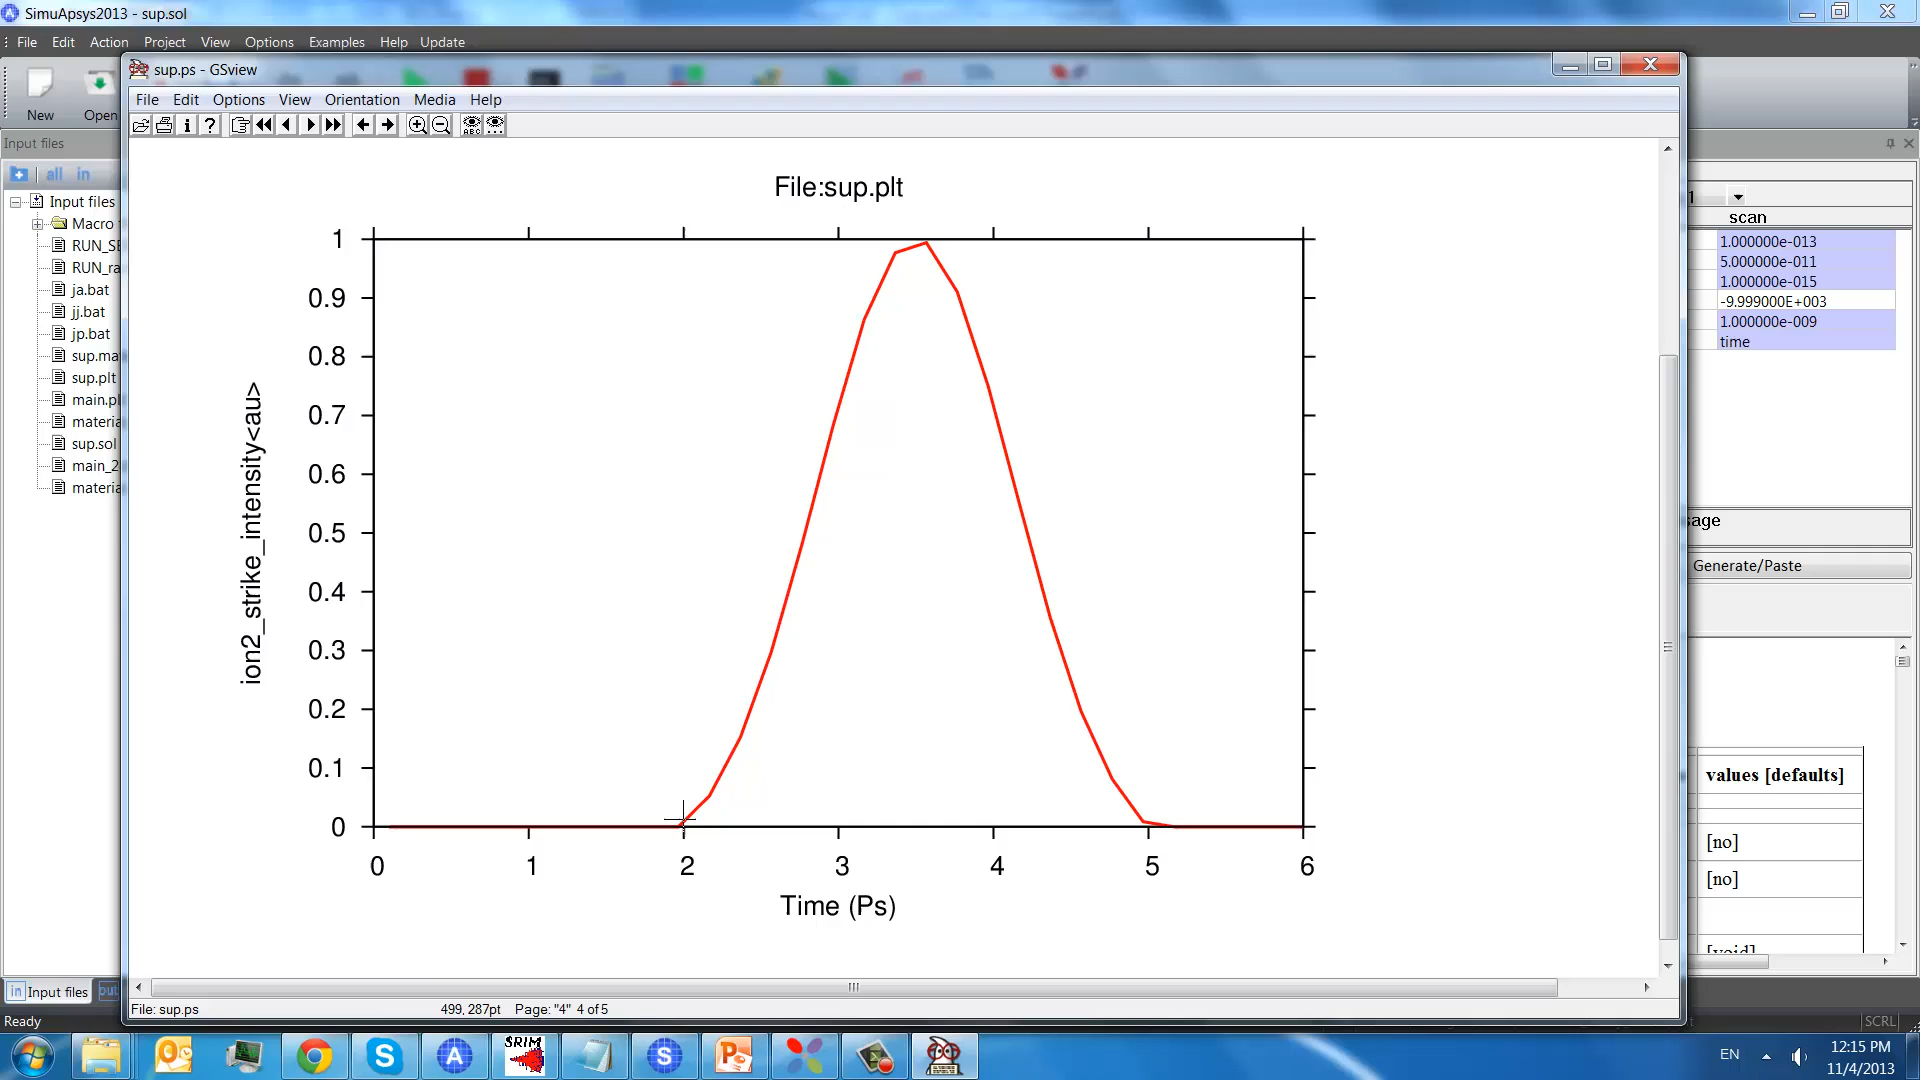 SimuApsys2013 - sup.sol
File Edit Action Project View Options Examples Help Update
New Open
sup.ps - GSview
File Edit Options View Orientation Media Help
Input files
all in
Input files
Macro
RUN_SE
RUN_ra
ja.bat
jj.bat
jp.bat
sup.ma
sup.plt
main.pl
materia
sup.sol
main_2
materia
File:sup.plt
1
0.9
0.8
0.7
0.6
0.5
0.4
0.3
0.2
0.1
0
ion2_strike_intensity<au>
0 1 2 3 4 5 6
Time (Ps)
1
scan
1.000000e-013
5.000000e-011
1.000000e-015
-9.999000E+003
1.000000e-009
time
sage
Generate/Paste
values [defaults]
[no]
[no]
[void]
in Input files out
File: sup.ps 499, 287pt Page: "4" 4 of 5
Ready SCRL
SRIM
EN 12:15 PM
11/4/2013